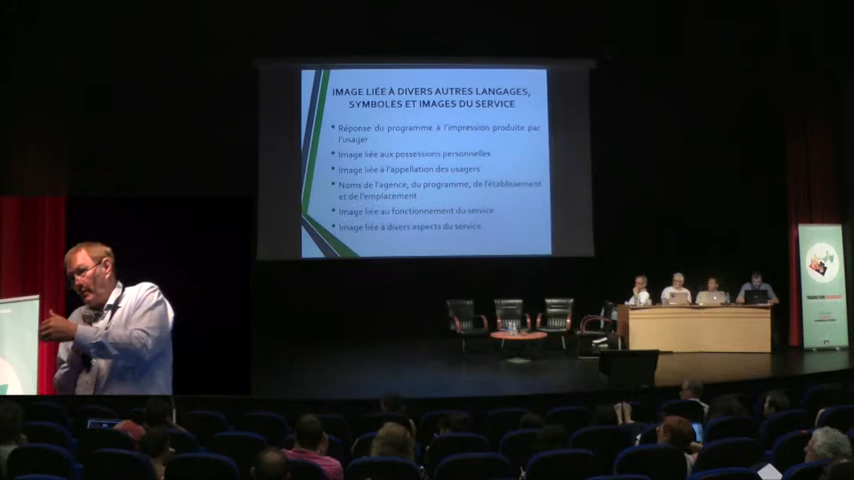 IMAGE LIÉE À DIVERS AUTRES LANGAGES,
SYMBOLES ET IMAGES DU SERVICE
• Réponse du programme à l'impression produite par
l'usager
• Image liée aux possessions personnelles
• Image liée à l'appellation des usagers
• Noms de l'agence, du programme, de l'établissement
et de l'emplacement
• Image liée au fonctionnement du service
• Image liée à divers aspects du service